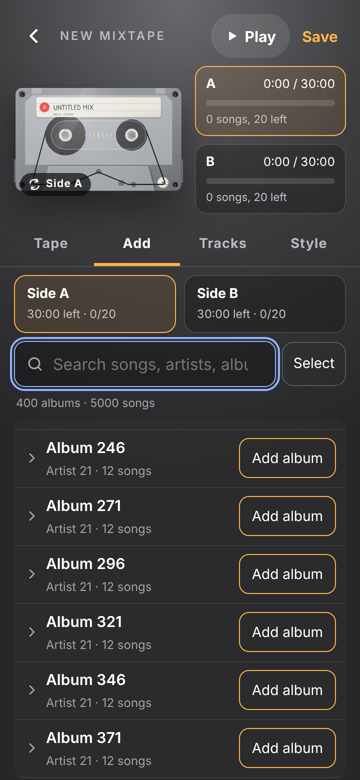 NEW MIXTAPE
Play
Save
A UNTITLED MIX
Side A
A 0:00 / 30:00
0 songs, 20 left
B 0:00 / 30:00
0 songs, 20 left
Tape Add Tracks Style
Side A
30:00 left · 0/20
Side B
30:00 left · 0/20
Search songs, artists, albu
Select
400 albums · 5000 songs
Album 246
Artist 21 · 12 songs
Add album
Album 271
Artist 21 · 12 songs
Add album
Album 296
Artist 21 · 12 songs
Add album
Album 321
Artist 21 · 12 songs
Add album
Album 346
Artist 21 · 12 songs
Add album
Album 371
Artist 21 · 12 songs
Add album